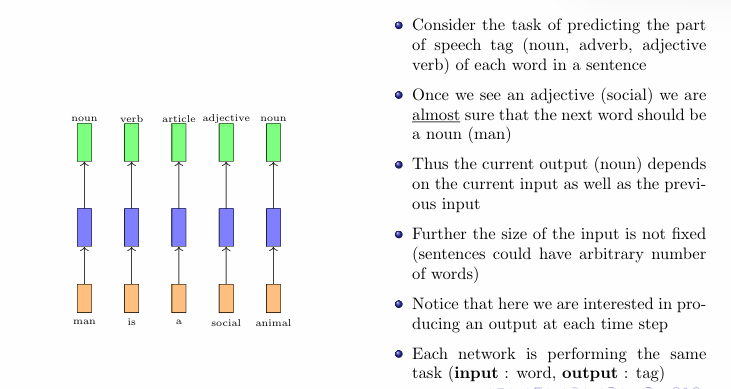 noun verb article adjective noun
man is a social animal
Consider the task of predicting the part
of speech tag (noun, adverb, adjective
verb) of each word in a sentence
Once we see an adjective (social) we are
almost sure that the next word should be
a noun (man)
Thus the current output (noun) depends
on the current input as well as the previ-
ous input
Further the size of the input is not fixed
(sentences could have arbitrary number
of words)
Notice that here we are interested in pro-
ducing an output at each time step
Each network is performing the same
task (input : word, output : tag)